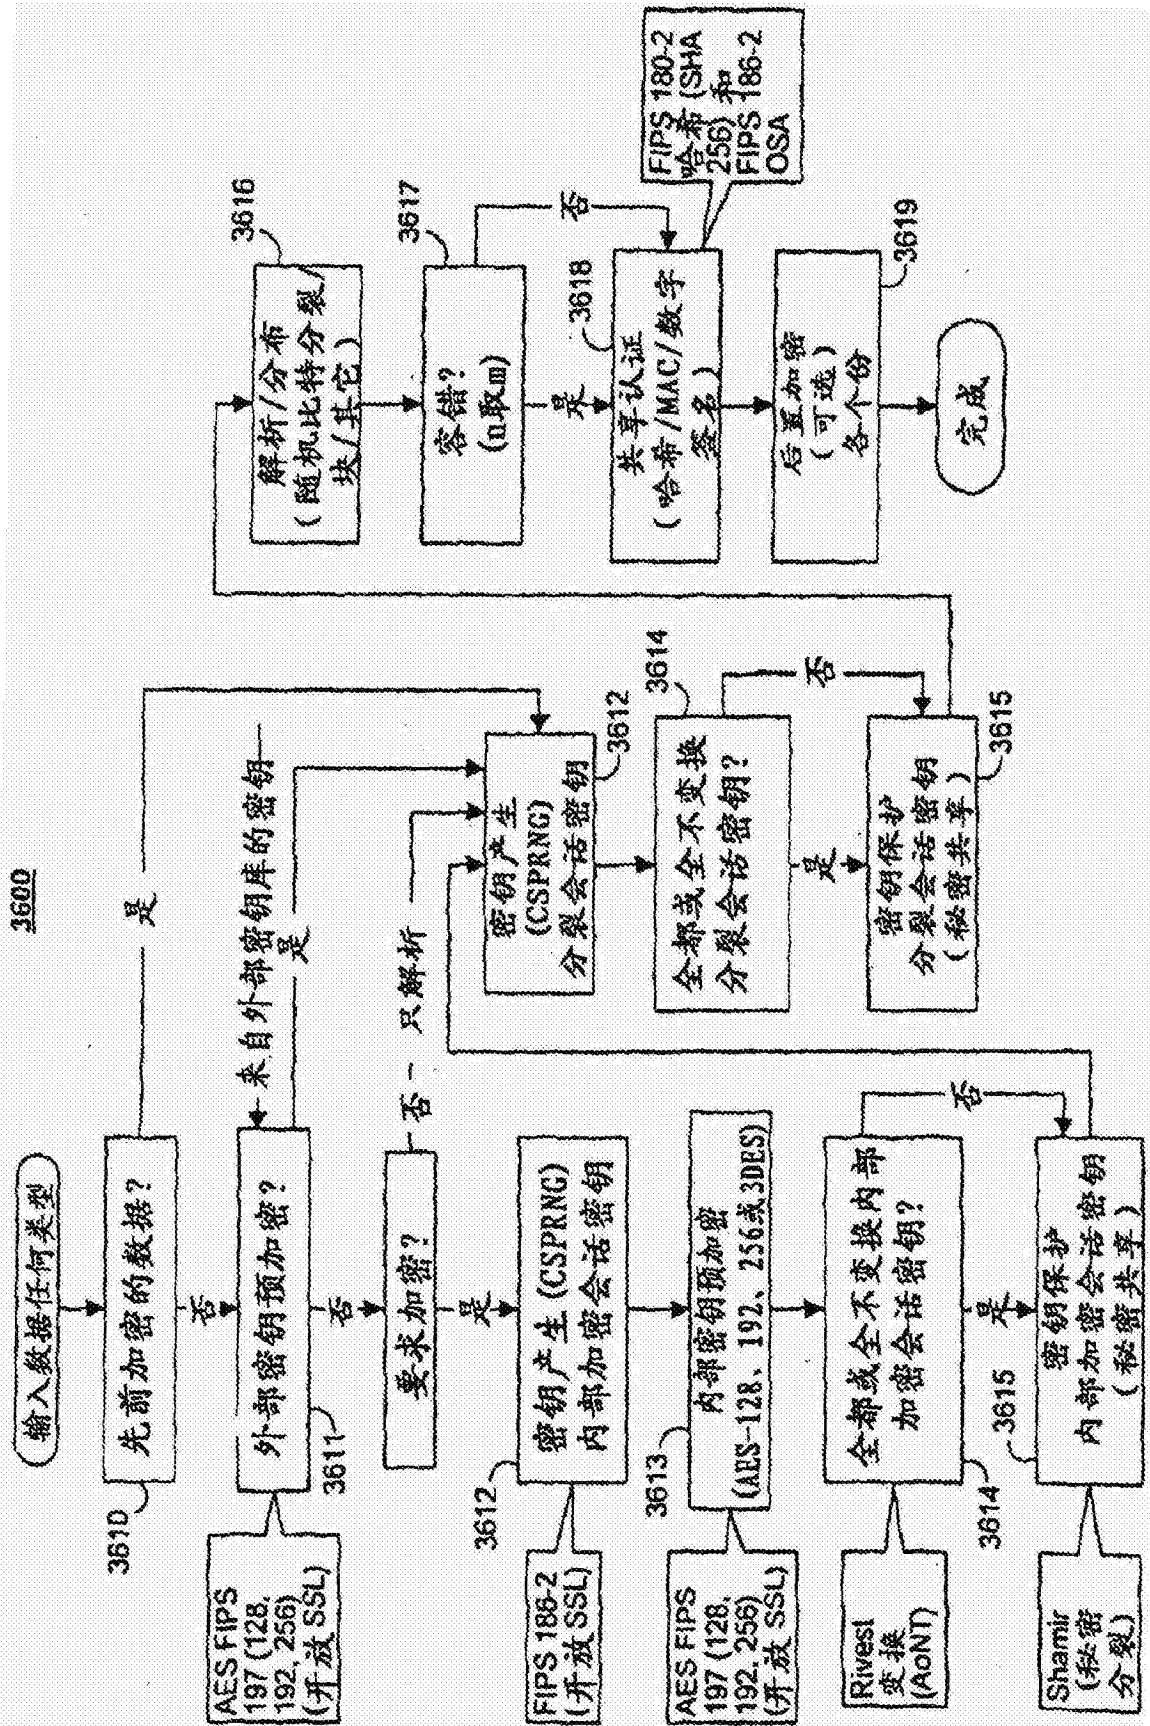 3600
输入数据任何类型
3610
先前加密的数据?
是
否
AES FIPS
197 (128,
192, 256)
(开放 SSL)
外部密钥预加密?
3611
来自外部密钥库的密钥
是
否
要求加密?
否
只解析
是
FIPS 186-2
(开放 SSL)
3612
密钥产生 (CSPRNG)
内部加密会话密钥
AES FIPS
197 (128,
192, 256)
(开放 SSL)
3613
内部密钥预加密
(AES-128、192、256或3DES)
Rivest
变换
(AoNT)
全都或全不变换内部
加密会话密钥?
3614
否
是
Shamir
(秘密
分裂)
3615
密钥保护
内部加密会话密钥
(秘密共享)
密钥产生
(CSPRNG)
分裂会话密钥
3612
全都或全不变换
分裂会话密钥?
3614
否
是
密钥保护
分裂会话密钥
(秘密共享)
3615
解析/分布
(随机比特分裂/
块/其它)
3616
容错?
(n取m)
3617
否
是
共享认证
(哈希/MAC/数字
签名)
3618
FIPS 180-2
哈希 (SHA
256) 和
FIPS 186-2
OSA
后置加密
(可选)
各个份
3619
完成